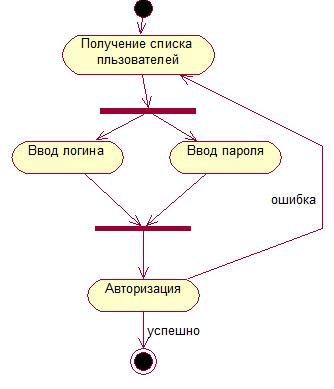 Получение списка
пльзователей
Ввод логина
Ввод пароля
ошибка
Авторизация
успешно